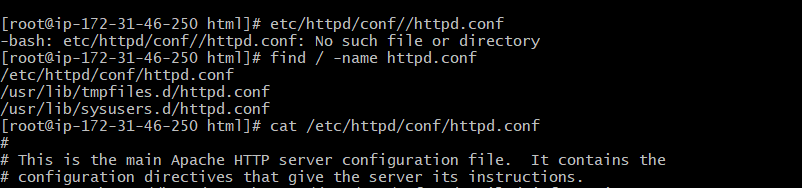 [root@ip-172-31-46-250 html]# etc/httpd/conf//httpd.conf
-bash: etc/httpd/conf//httpd.conf: No such file or directory
[root@ip-172-31-46-250 html]# find / -name httpd.conf
/etc/httpd/conf/httpd.conf
/usr/lib/tmpfiles.d/httpd.conf
/usr/lib/sysusers.d/httpd.conf
[root@ip-172-31-46-250 html]# cat /etc/httpd/conf/httpd.conf
#
# This is the main Apache HTTP server configuration file.  It contains the
# configuration directives that give the server its instructions.